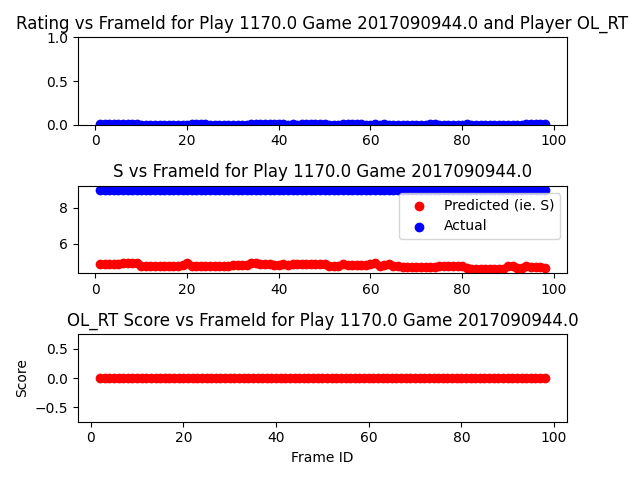 Rating vs FrameId for Play 1170.0 Game 2017090944.0 and Player OL_RT
1.0
0.5
0.0
0 20 40 60 80 100
S vs FrameId for Play 1170.0 Game 2017090944.0
8
6
Predicted (ie. S)
Actual
0 20 40 60 80 100
OL_RT Score vs FrameId for Play 1170.0 Game 2017090944.0
Score
0.5
0.0
−0.5
0 20 40 60 80 100
Frame ID